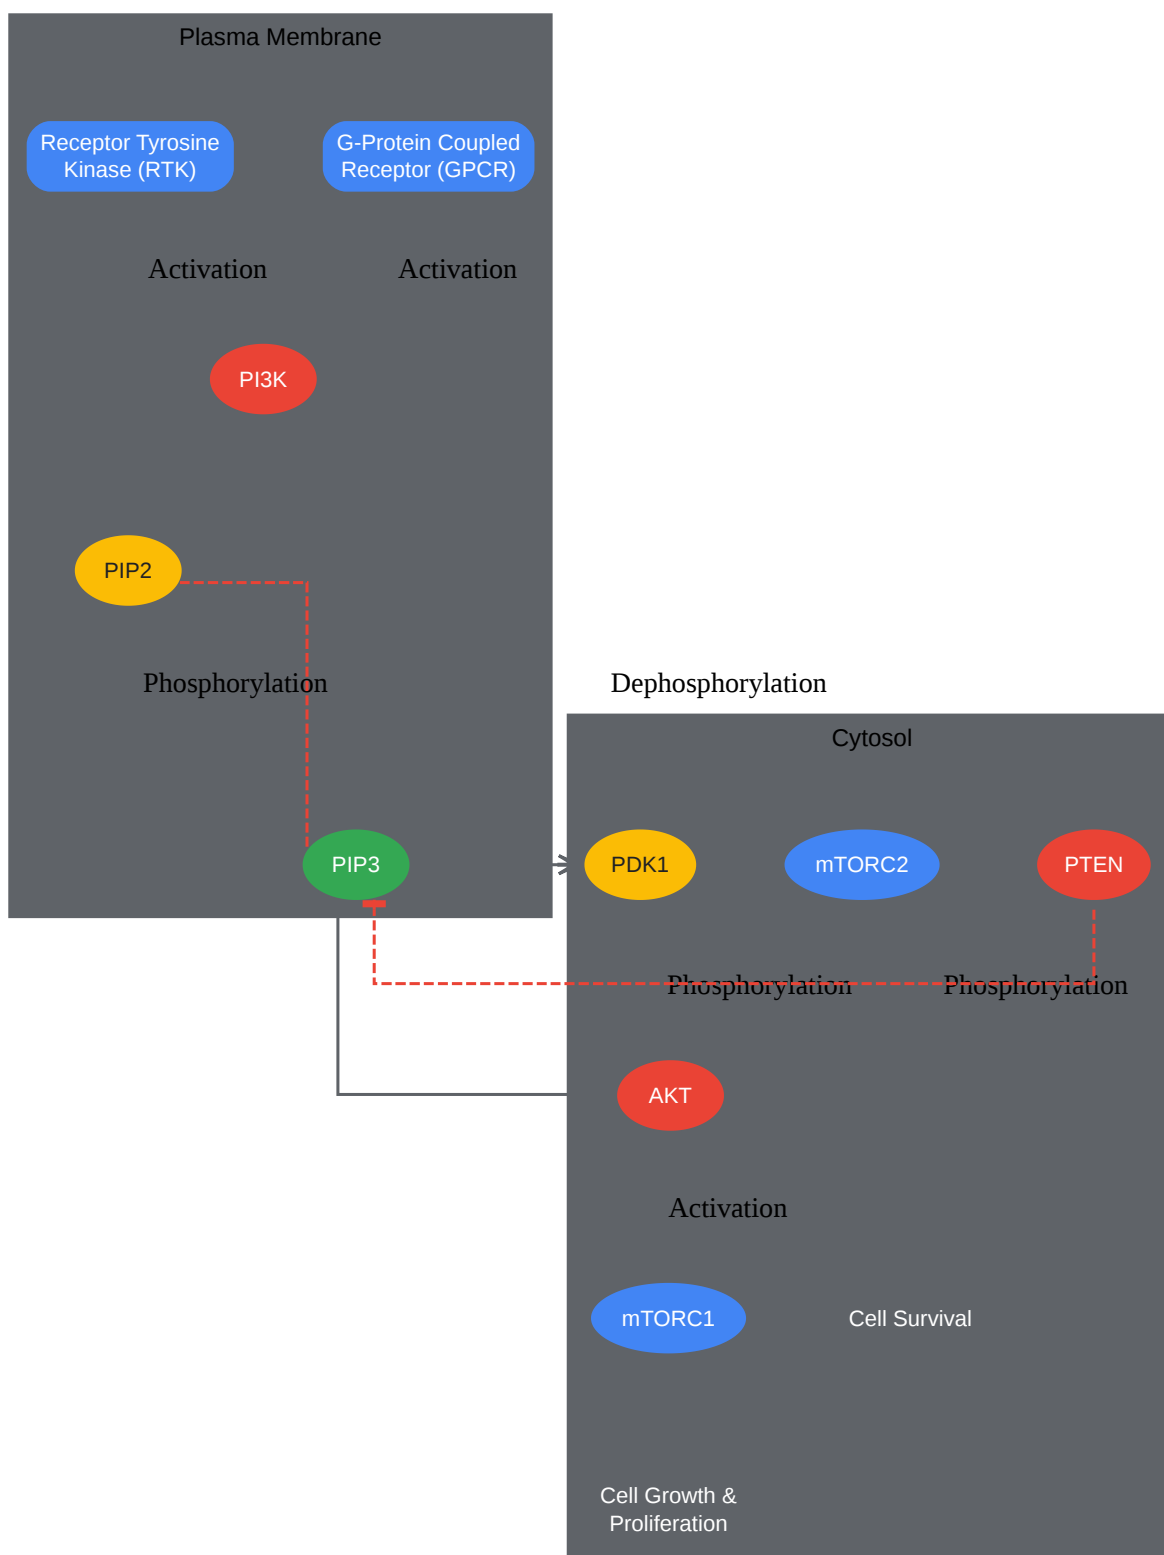 Plasma Membrane
Receptor Tyrosine
Kinase (RTK)
G-Protein Coupled
Receptor (GPCR)
Activation
Activation
PI3K
PIP2
Phosphorylation
Dephosphorylation
Cytosol
PIP3
PDK1
mTORC2
PTEN
Phosphorylation
Phosphorylation
AKT
Activation
mTORC1
Cell Survival
Cell Growth &
Proliferation